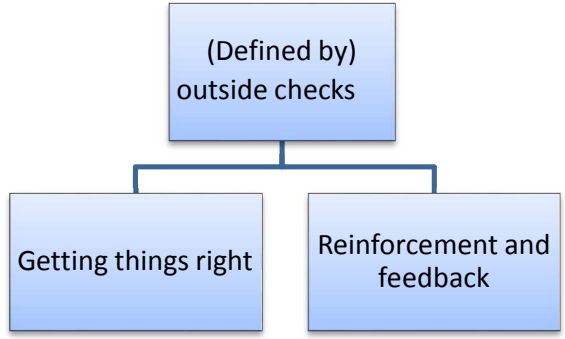 (Defined by)
outside checks
Getting things right
Reinforcement and
feedback